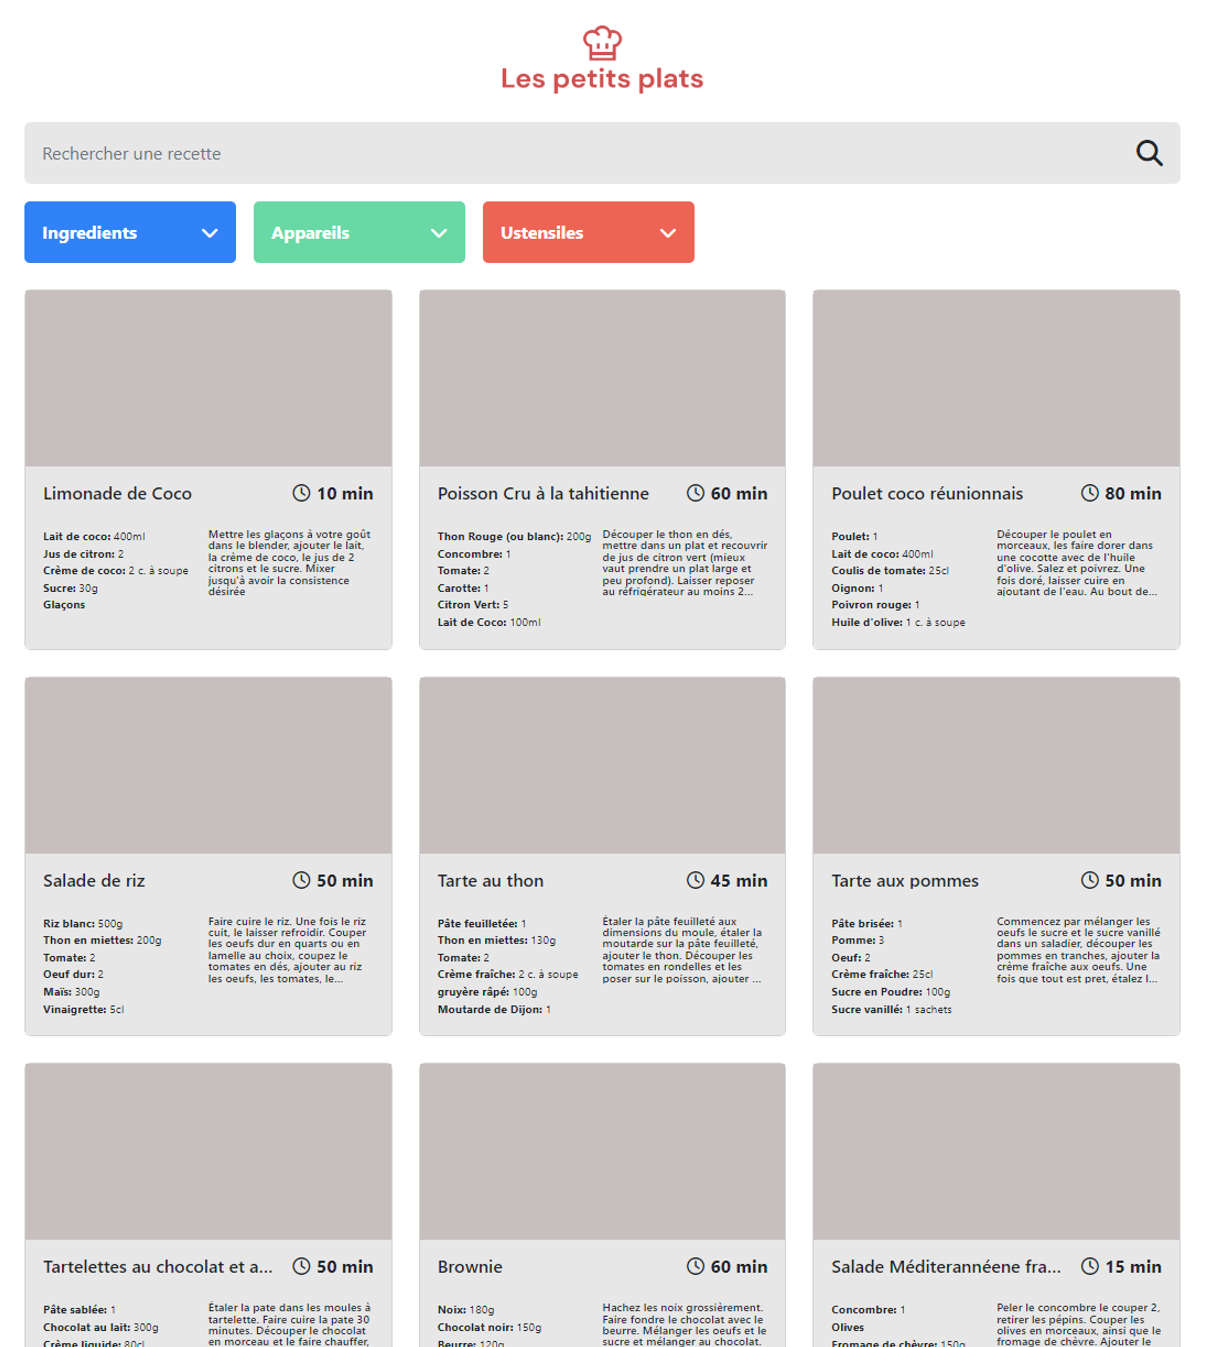 Les petits plats
Rechercher une recette
Ingredients
Appareils
Ustensiles
Limonade de Coco
10 min
Lait de coco: 400ml
Jus de citron: 2
Crème de coco: 2 c. à soupe
Sucre: 30g
Glaçons
Mettre les glaçons à votre goût
dans le blender, ajouter le lait,
la crème de coco, le jus de 2
citrons et le sucre. Mixer
jusqu'à avoir la consistence
désirée
Poisson Cru à la tahitienne
60 min
Thon Rouge (ou blanc): 200g
Concombre: 1
Tomate: 2
Carotte: 1
Citron Vert: 5
Lait de Coco: 100ml
Découper le thon en dés,
mettre dans un plat et recouvrir
de jus de citron vert (mieux
vaut prendre un plat large et
peu profond). Laisser reposer
au réfrigérateur au moins 2...
Poulet coco réunionnais
80 min
Poulet: 1
Lait de coco: 400ml
Coulis de tomate: 25cl
Oignon: 1
Poivron rouge: 1
Huile d'olive: 1 c. à soupe
Découper le poulet en
morceaux, les faire dorer dans
une cocotte avec de l'huile
d'olive. Salez et poivrez. Une
fois doré, laisser cuire en
ajoutant de l'eau. Au bout de...
Salade de riz
50 min
Riz blanc: 500g
Thon en miettes: 200g
Tomate: 2
Oeuf dur: 2
Maïs: 300g
Vinaigrette: 5cl
Faire cuire le riz. Une fois le riz
cuit, le laisser refroidir. Couper
les oeufs dur en quarts ou en
lamelle au choix, coupez le
tomates en dés, ajouter au riz
les oeufs, les tomates, le...
Tarte au thon
45 min
Pâte feuilletée: 1
Thon en miettes: 130g
Tomate: 2
Crème fraîche: 2 c. à soupe
gruyère râpé: 100g
Moutarde de Dijon: 1
Étaler la pâte feuilleté aux
dimensions du moule, étaler la
moutarde sur la pâte feuilleté,
ajouter le thon. Découper les
tomates en rondelles et les
poser sur le poisson, ajouter ...
Tarte aux pommes
50 min
Pâte brisée: 1
Pomme: 3
Oeuf: 2
Crème fraîche: 25cl
Sucre en Poudre: 100g
Sucre vanillé: 1 sachets
Commencez par mélanger les
oeufs le sucre et le sucre vanillé
dans un saladier, découper les
pommes en tranches, ajouter la
crème fraîche aux oeufs. Une
fois que tout est pret, étalez l...
Tartelettes au chocolat et a...
50 min
Pâte sablée: 1
Chocolat au lait: 300g
Crème liquide: 80cl
Étaler la pate dans les moules à
tartelette. Faire cuire la pate 30
minutes. Découper le chocolat
en morceau et le faire chauffer,
Brownie
60 min
Noix: 180g
Chocolat noir: 150g
Beurre: 120g
Hachez les noix grossièrement.
Faire fondre le chocolat avec le
beurre. Mélanger les oeufs et le
sucre et mélanger au chocolat.
Salade Méditerannéene fra...
15 min
Concombre: 1
Olives
Fromage de chèvre: 150g
Peler le concombre le couper 2,
retirer les pépins. Couper les
olives en morceaux, ainsi que le
fromage de chèvre. Ajouter le